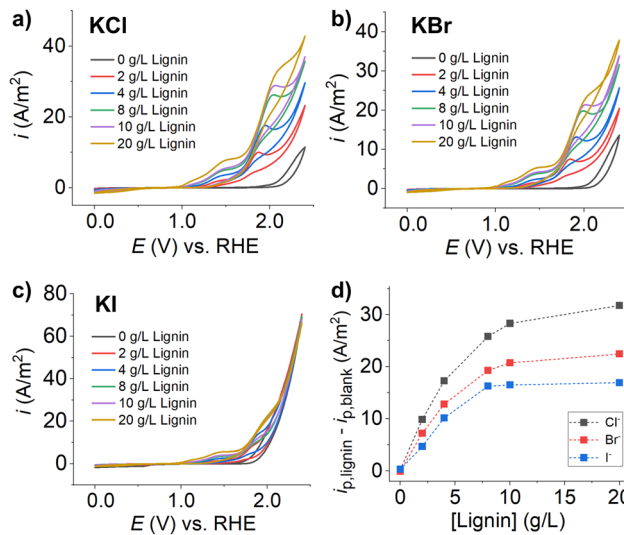 a)
KCl
i (A/m²)
40
20
0
0 g/L Lignin
2 g/L Lignin
4 g/L Lignin
8 g/L Lignin
10 g/L Lignin
20 g/L Lignin
0.0 1.0 2.0
E (V) vs. RHE
b)
KBr
i (A/m²)
40
30
20
10
0
0 g/L Lignin
2 g/L Lignin
4 g/L Lignin
8 g/L Lignin
10 g/L Lignin
20 g/L Lignin
0.0 1.0 2.0
E (V) vs. RHE
c)
KI
i (A/m²)
80
60
40
20
0
0 g/L Lignin
2 g/L Lignin
4 g/L Lignin
8 g/L Lignin
10 g/L Lignin
20 g/L Lignin
0.0 1.0 2.0
E (V) vs. RHE
d)
i p,lignin - i p,blank (A/m²)
30
20
10
0
Cl⁻
Br⁻
I⁻
0 5 10 15 20
[Lignin] (g/L)